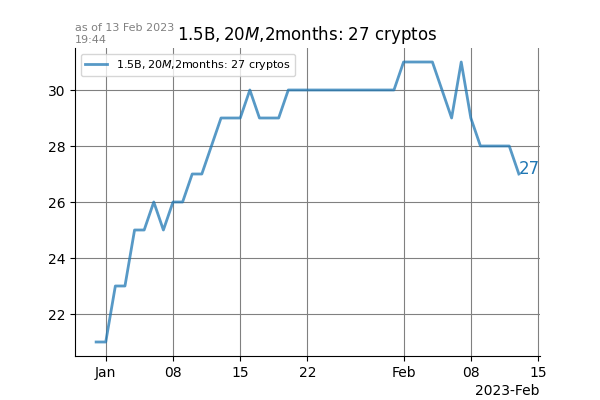 as of 13 Feb 2023
19:44
1.5B, 20M,2months: 27 cryptos
1.5B, 20M,2months: 27 cryptos
30
28
26
24
22
27
Jan
08
15
22
Feb
08
15
2023-Feb